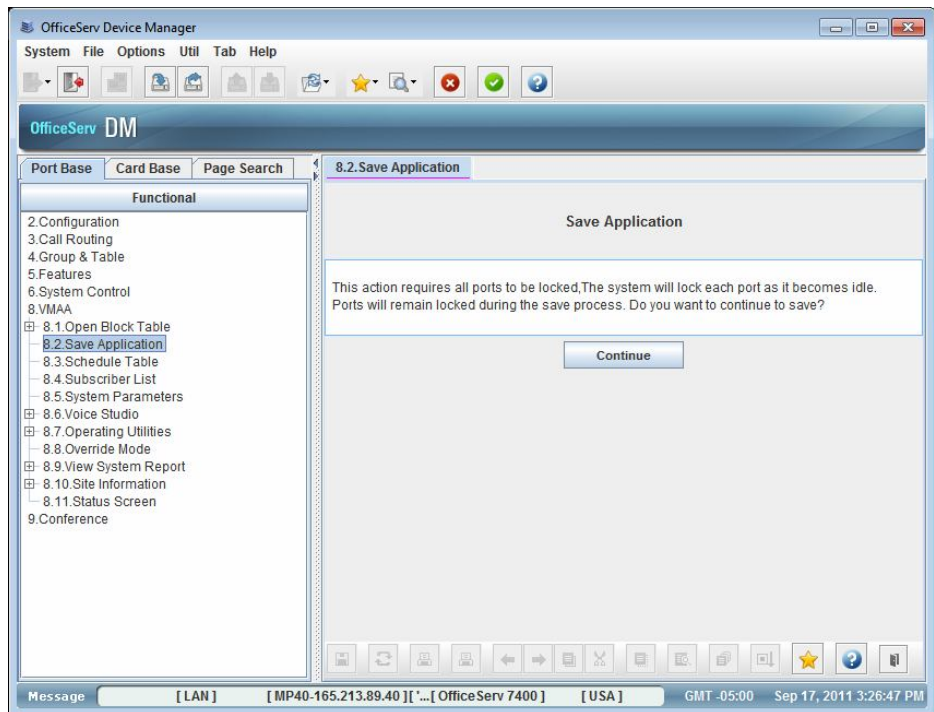 OfficeServ Device Manager
System File Options Util Tab Help
OfficeServ DM
Port Base Card Base Page Search
Functional
2.Configuration
3.Call Routing
4.Group & Table
5.Features
6.System Control
8.VMAA
8.1.Open Block Table
8.2.Save Application
8.3.Schedule Table
8.4.Subscriber List
8.5.System Parameters
8.6.Voice Studio
8.7.Operating Utilities
8.8.Override Mode
8.9.View System Report
8.10.Site Information
8.11.Status Screen
9.Conference
8.2.Save Application
Save Application
This action requires all ports to be locked,The system will lock each port as it becomes idle.
Ports will remain locked during the save process. Do you want to continue to save?
Continue
Message [LAN] [MP40-165.213.89.40]['...[OfficeServ 7400] [USA] GMT -05:00 Sep 17, 2011 3:26:47 PM